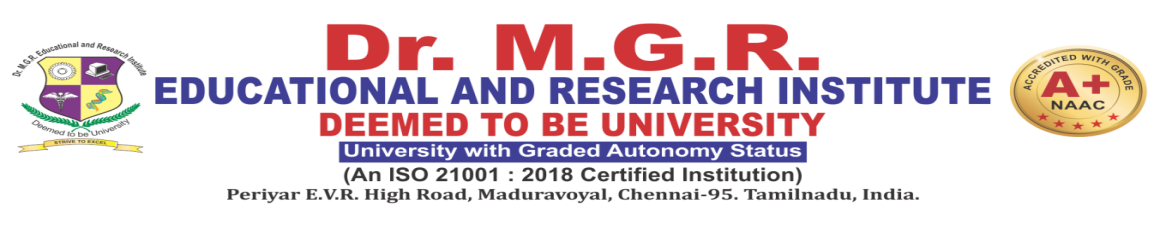 Dr. M.G.R. Educational and Research Institute
Deemed to be University
STRIVE TO EXCEL
Dr. M.G.R.
EDUCATIONAL AND RESEARCH INSTITUTE
DEEMED TO BE UNIVERSITY
University with Graded Autonomy Status
(An ISO 21001 : 2018 Certified Institution)
Periyar E.V.R. High Road, Maduravoyal, Chennai-95. Tamilnadu, India.
ACCREDITED WITH GRADE
A+
NAAC